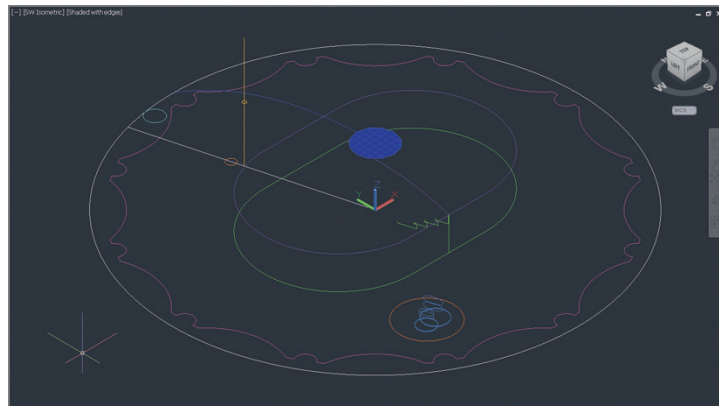 [−] [SW Isometric] [Shaded with edges]
TOP
LEFT
FRONT
W
S
WCS
Z
Y
X